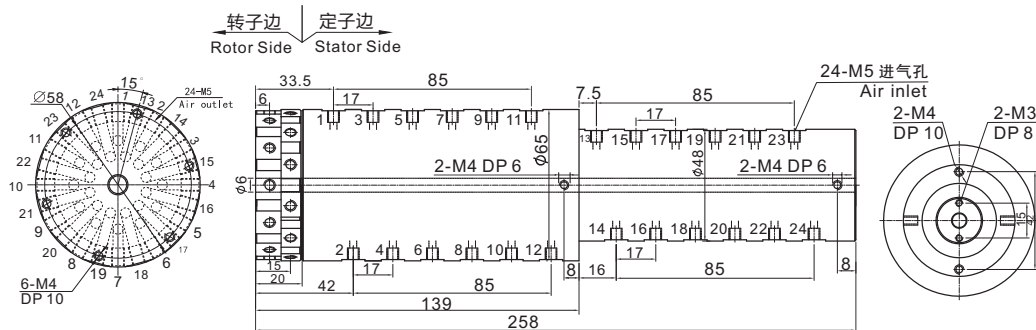 转子边 定子边
Rotor Side Stator Side
15°
24 1 13 2
12 14
23 3
11 15
22 4
10 16
21 5
9 17
20 6
8 18
19 7
∅58
24-M5
Air outlet
6-M4
DP 10
33.5 85
6 17
1 3 5 7 9 11
∅6
∅65
2-M4 DP 6
2 4 6 8 10 12
15 17
20
42 85 8
139
258
24-M5 进气孔
Air inlet
7.5 85
17
13 15 17 19 21 23
∅48
2-M4 DP 6
14 16 18 20 22 24
17
16 85 8
2-M4
DP 10
2-M3
DP 8
15
42